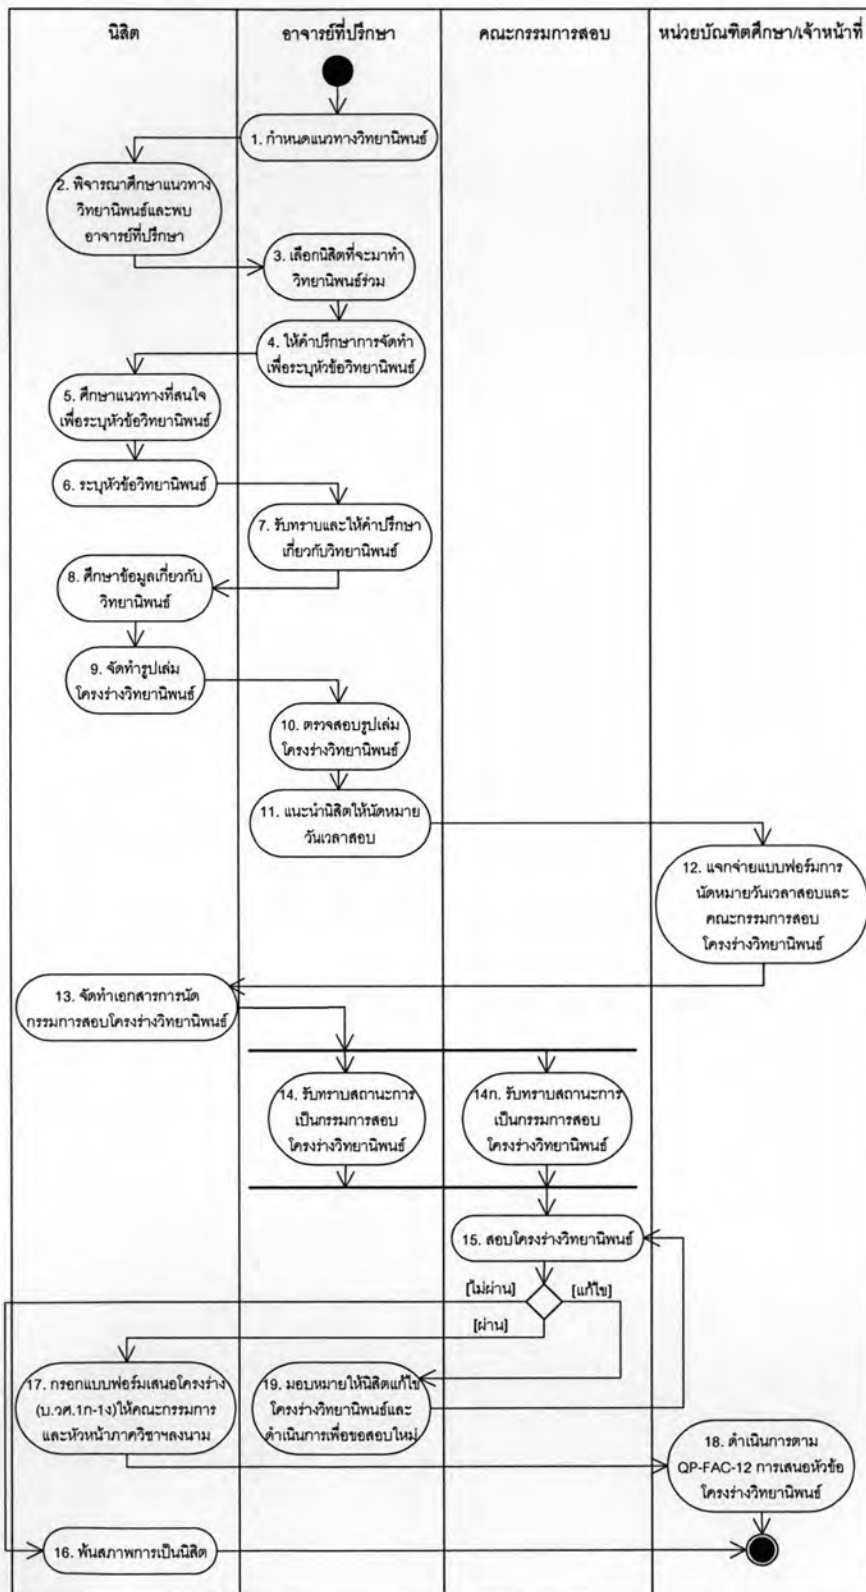 นิสิต
อาจารย์ที่ปรึกษา
คณะกรรมการสอบ
หน่วยบัณฑิตศึกษา/เจ้าหน้าที่
1. กำหนดแนวทางวิทยานิพนธ์
2. พิจารณาศึกษาแนวทาง
วิทยานิพนธ์และพบ
อาจารย์ที่ปรึกษา
3. เลือกนิสิตที่จะมาทำ
วิทยานิพนธ์ร่วม
4. ให้คำปรึกษาการจัดทำ
เพื่อระบุหัวข้อวิทยานิพนธ์
5. ศึกษาแนวทางที่สนใจ
เพื่อระบุหัวข้อวิทยานิพนธ์
6. ระบุหัวข้อวิทยานิพนธ์
7. รับทราบและให้คำปรึกษา
เกี่ยวกับวิทยานิพนธ์
8. ศึกษาข้อมูลเกี่ยวกับ
วิทยานิพนธ์
9. จัดทำรูปเล่ม
โครงร่างวิทยานิพนธ์
10. ตรวจสอบรูปเล่ม
โครงร่างวิทยานิพนธ์
11. แนะนำนิสิตให้นัดหมาย
วันเวลาสอบ
12. แจกจ่ายแบบฟอร์มการ
นัดหมายวันเวลาสอบและ
คณะกรรมการสอบ
โครงร่างวิทยานิพนธ์
13. จัดทำเอกสารการนัด
กรรมการสอบโครงร่างวิทยานิพนธ์
14. รับทราบสถานะการ
เป็นกรรมการสอบ
โครงร่างวิทยานิพนธ์
14ก. รับทราบสถานะการ
เป็นกรรมการสอบ
โครงร่างวิทยานิพนธ์
15. สอบโครงร่างวิทยานิพนธ์
[ไม่ผ่าน]
[แก้ไข]
[ผ่าน]
17. กรอกแบบฟอร์มเสนอโครงร่าง
(บ.วศ.1ก-1ง)ให้คณะกรรมการ
และหัวหน้าภาควิชาฯลงนาม
19. มอบหมายให้นิสิตแก้ไข
โครงร่างวิทยานิพนธ์และ
ดำเนินการเพื่อขอสอบใหม่
18. ดำเนินการตาม
QP-FAC-12 การเสนอหัวข้อ
โครงร่างวิทยานิพนธ์
16. พ้นสภาพการเป็นนิสิต